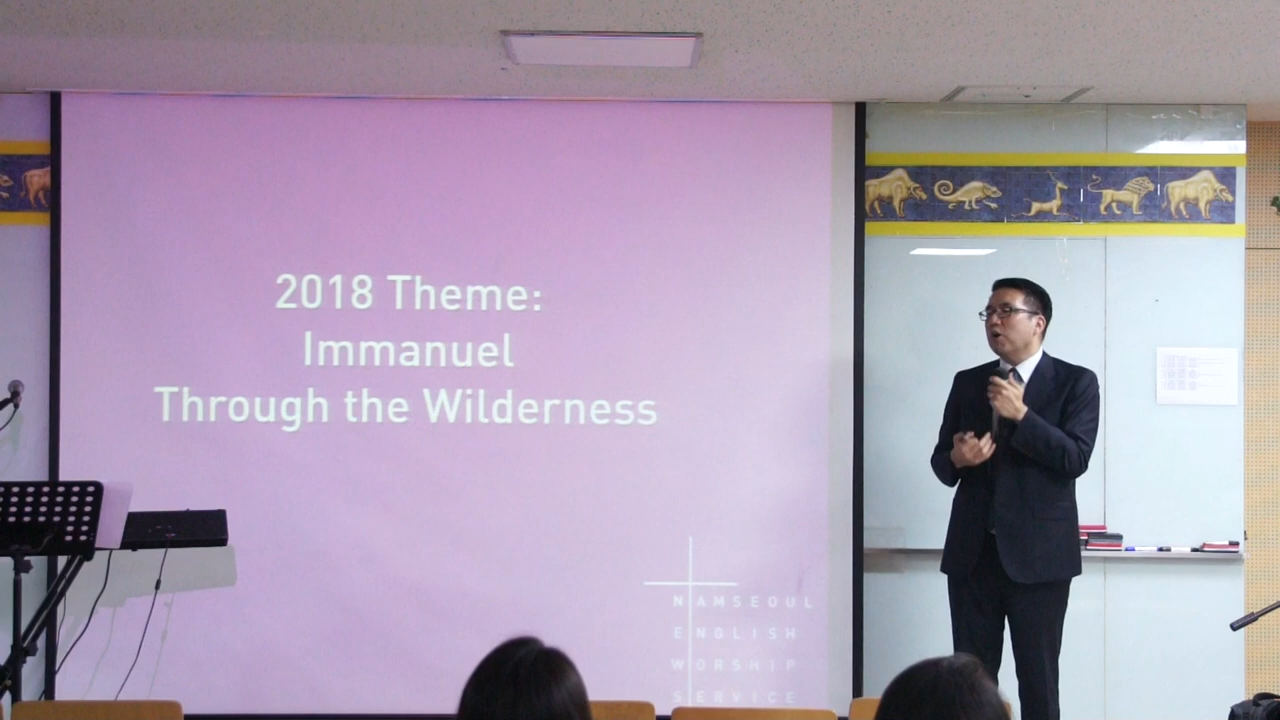 2018 Theme:
Immanuel
Through the Wilderness
NAMSEOUL
ENGLISH
WORSHIP
SERVICE